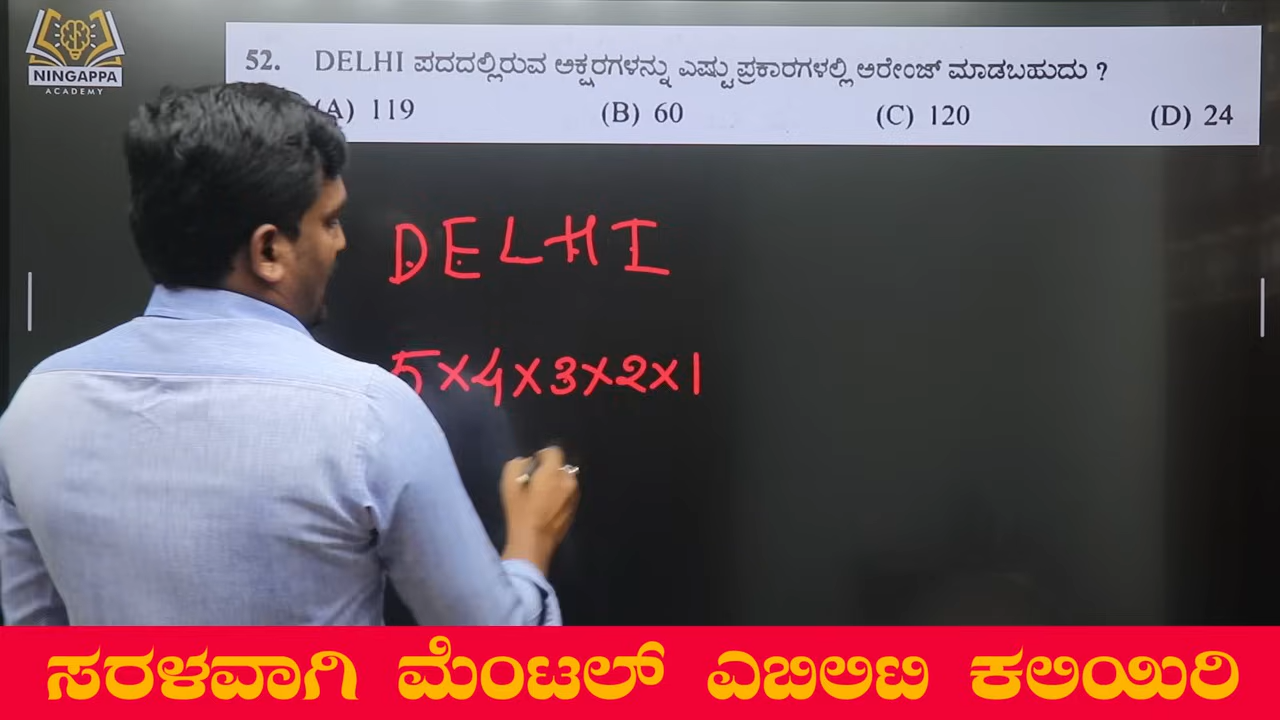 NINGAPPA
ACADEMY
52. DELHI ಪದದಲ್ಲಿರುವ ಅಕ್ಷರಗಳನ್ನು ಎಷ್ಟು ಪ್ರಕಾರಗಳಲ್ಲಿ ಅರೇಂಜ್ ಮಾಡಬಹುದು ?
(A) 119 (B) 60 (C) 120 (D) 24
DELHI
5×4×3×2×1
ಸರಳವಾಗಿ ಮೆಂಟಲ್ ಎಬಿಲಿಟಿ ಕಲಿಯಿರಿ